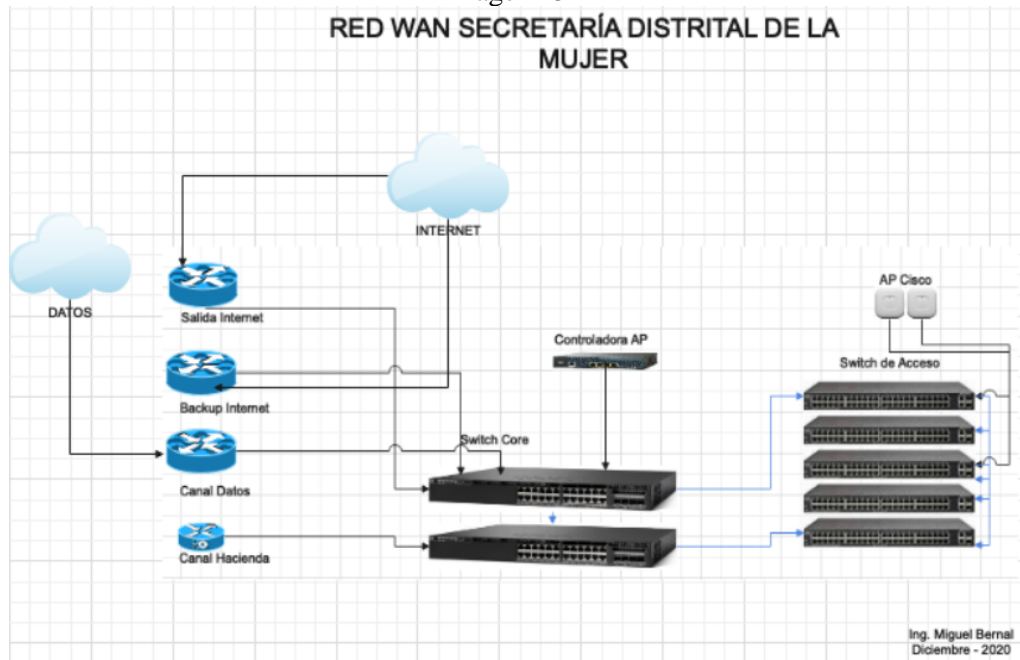 RED WAN SECRETARÍA DISTRITAL DE LA
MUJER
INTERNET
DATOS
Salida Internet
AP Cisco
Controladora AP
Switch de Acceso
Backup Internet
Switch Core
Canal Datos
Canal Hacienda
Ing. Miguel Bernal
Diciembre - 2020